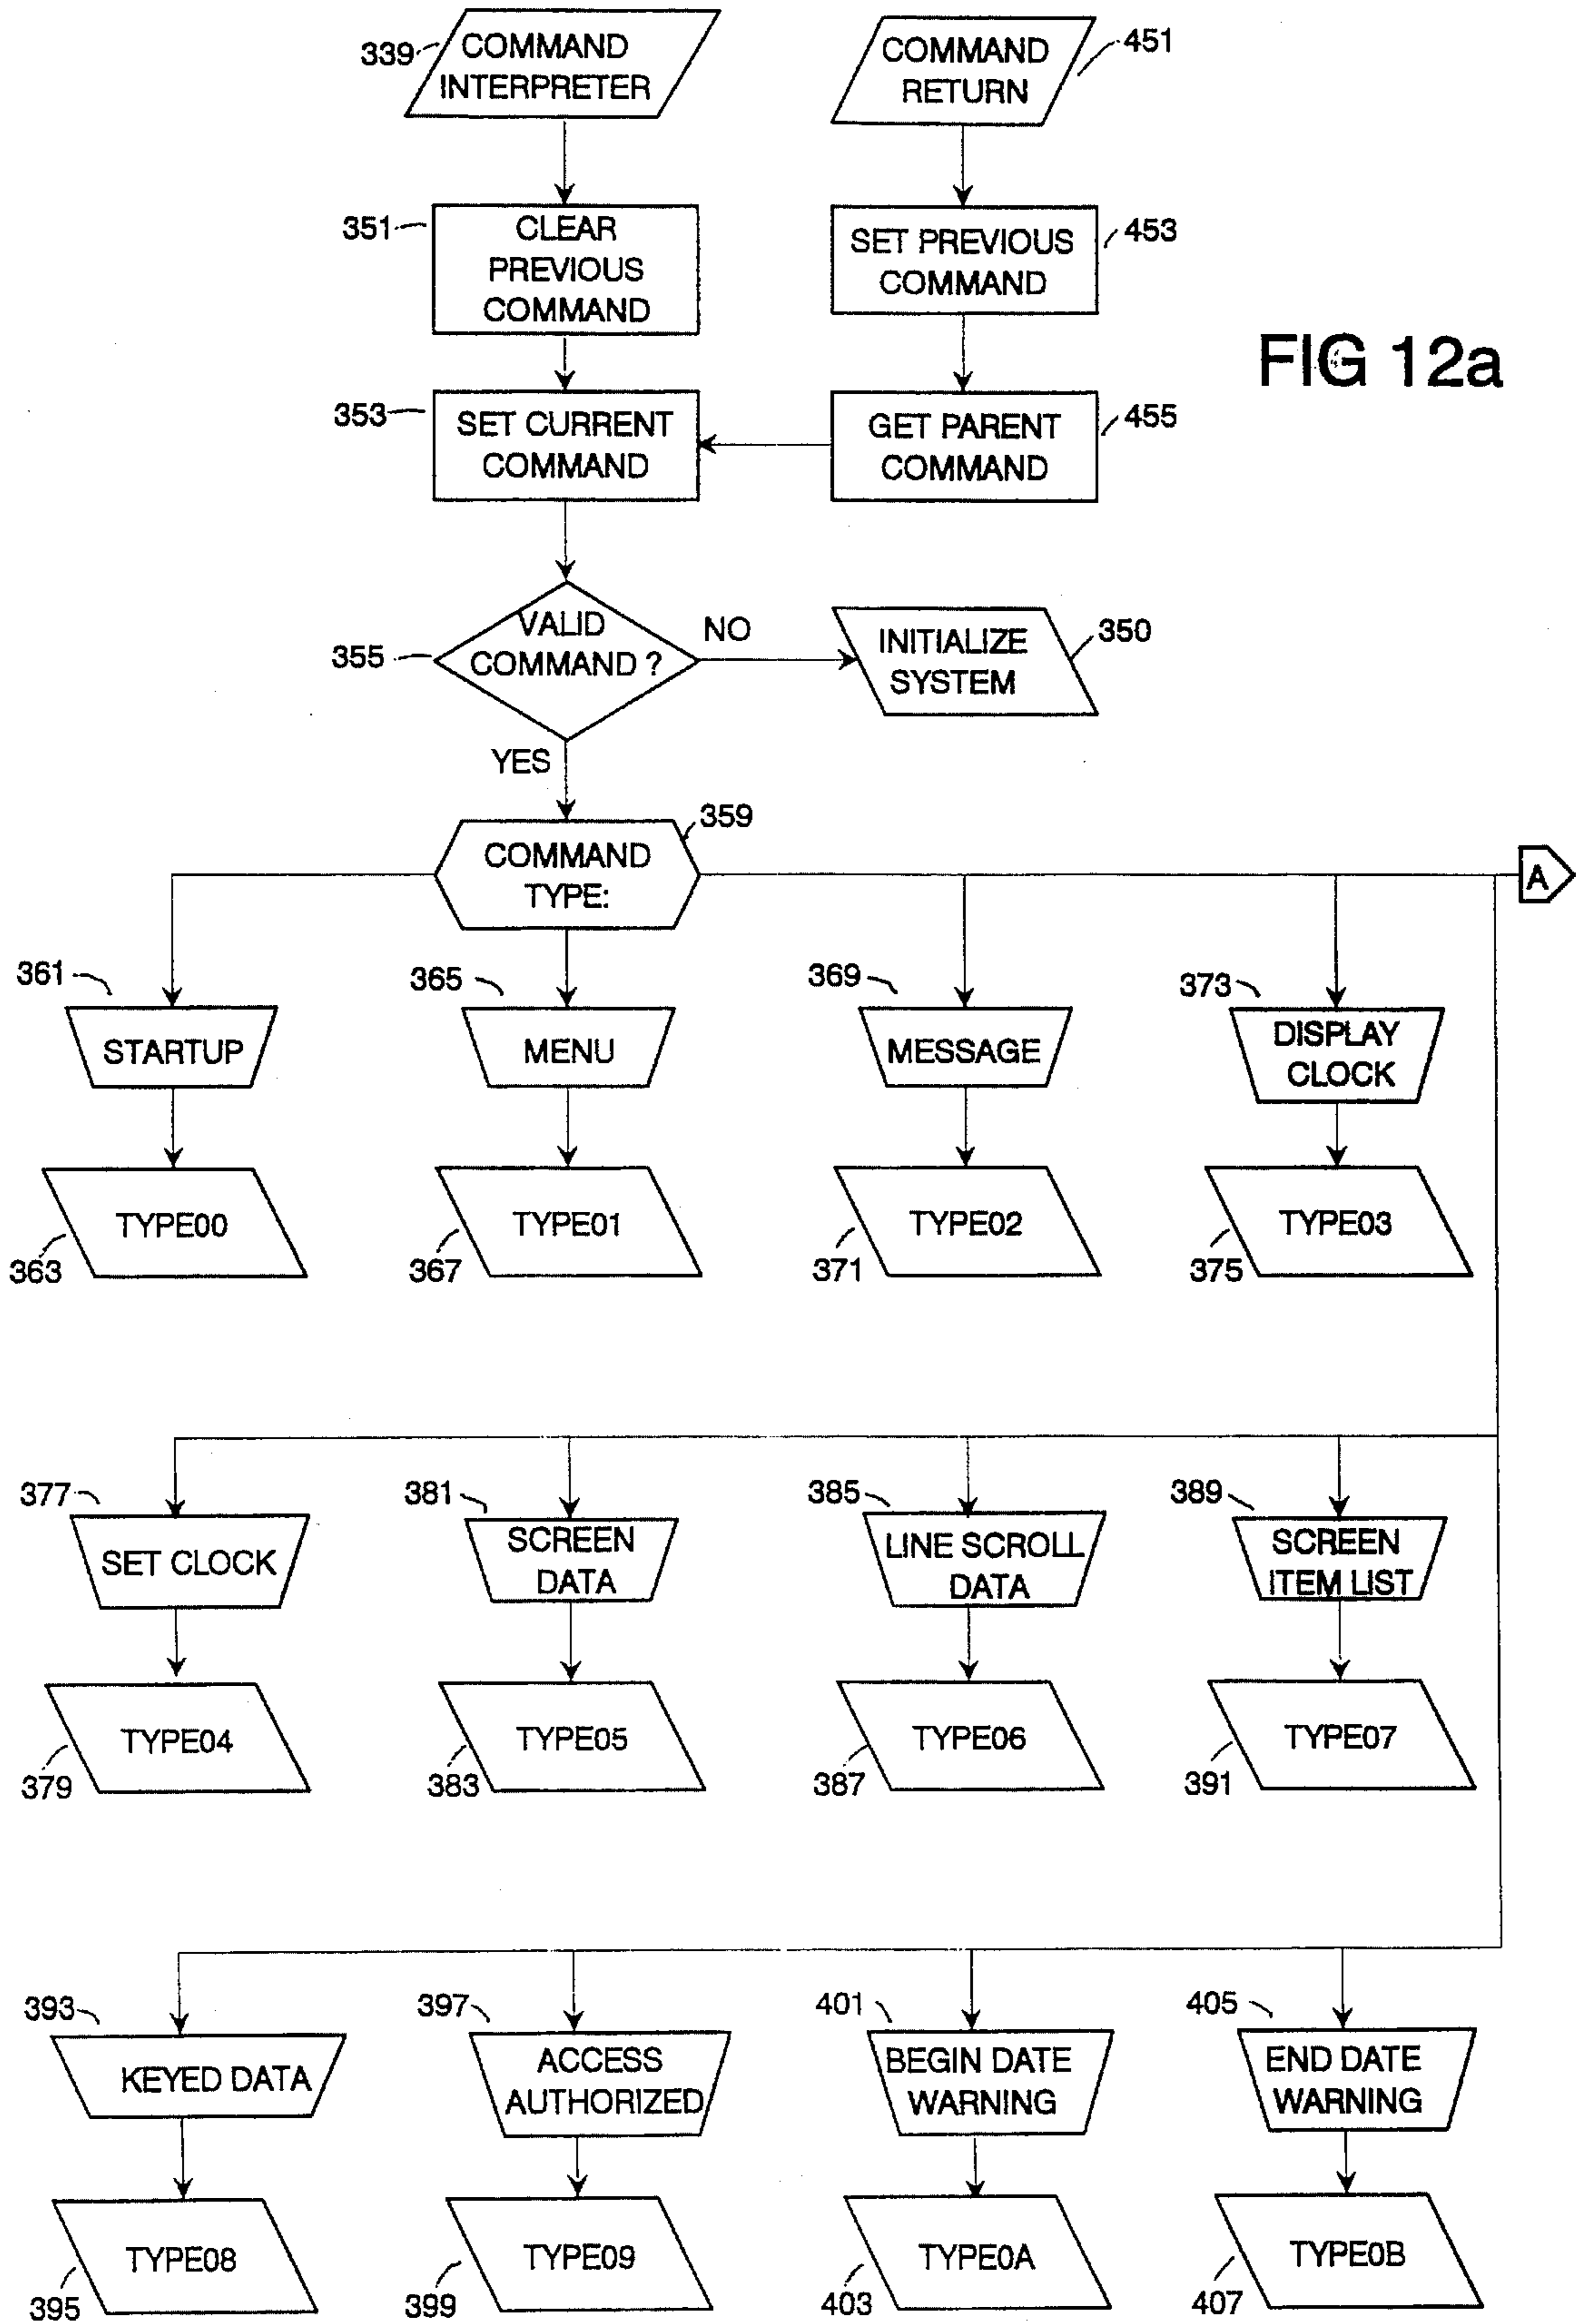 339
COMMAND
INTERPRETER
COMMAND
RETURN
451
351
CLEAR
PREVIOUS
COMMAND
SET PREVIOUS
COMMAND
453
FIG 12a
353
SET CURRENT
COMMAND
GET PARENT
COMMAND
455
355
VALID
COMMAND ?
NO
INITIALIZE
SYSTEM
350
YES
359
COMMAND
TYPE:
A
361
STARTUP
365
MENU
369
MESSAGE
373
DISPLAY
CLOCK
TYPE00
363
TYPE01
367
TYPE02
371
TYPE03
375
377
SET CLOCK
381
SCREEN
DATA
385
LINE SCROLL
DATA
389
SCREEN
ITEM LIST
TYPE04
379
TYPE05
383
TYPE06
387
TYPE07
391
393
KEYED DATA
397
ACCESS
AUTHORIZED
401
BEGIN DATE
WARNING
405
END DATE
WARNING
TYPE08
395
TYPE09
399
TYPE0A
403
TYPE0B
407